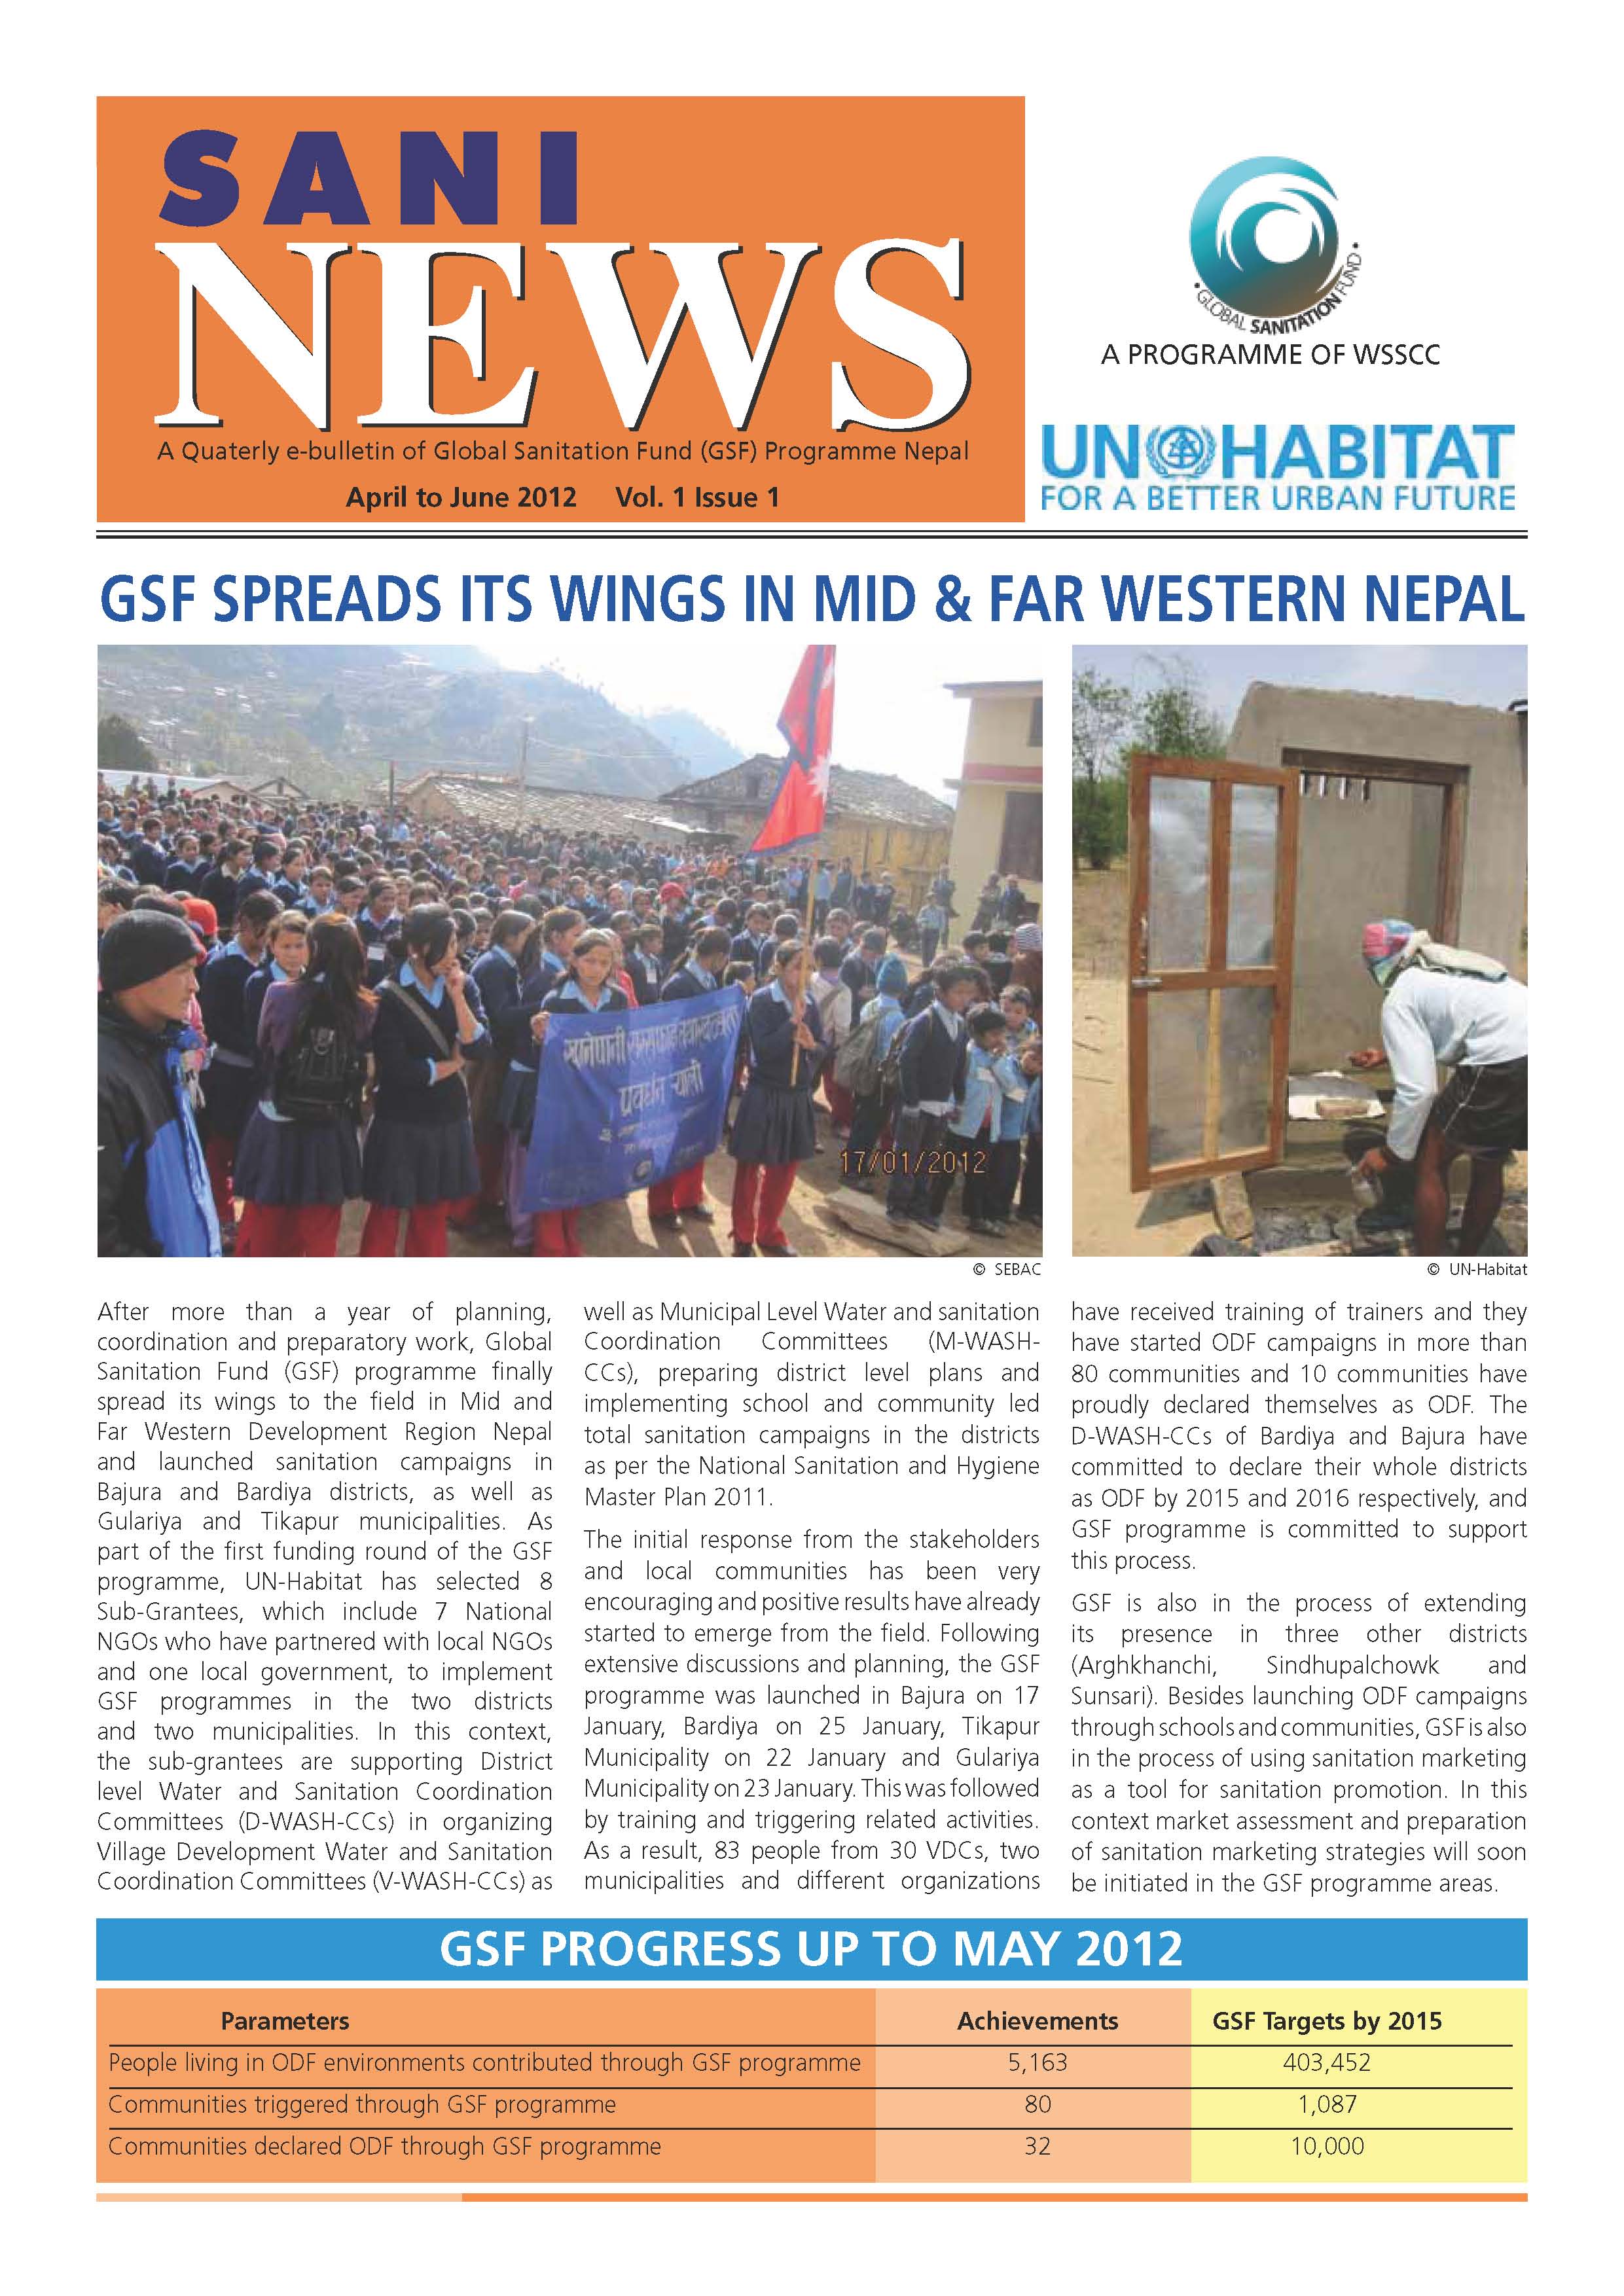 SANI
NEWS
A Quaterly e-bulletin of Global Sanitation Fund (GSF) Programme Nepal
April to June 2012 Vol. 1 Issue 1
• GLOBAL SANITATION FUND •
A PROGRAMME OF WSSCC
UN HABITAT
FOR A BETTER URBAN FUTURE
GSF SPREADS ITS WINGS IN MID & FAR WESTERN NEPAL
खानेपानी
प्रवर्धन
17/01/2012
© SEBAC
© UN-Habitat
After more than a year of planning,
coordination and preparatory work, Global
Sanitation Fund (GSF) programme finally
spread its wings to the field in Mid and
Far Western Development Region Nepal
and launched sanitation campaigns in
Bajura and Bardiya districts, as well as
Gulariya and Tikapur municipalities. As
part of the first funding round of the GSF
programme, UN-Habitat has selected 8
Sub-Grantees, which include 7 National
NGOs who have partnered with local NGOs
and one local government, to implement
GSF programmes in the two districts
and two municipalities. In this context,
the sub-grantees are supporting District
level Water and Sanitation Coordination
Committees (D-WASH-CCs) in organizing
Village Development Water and Sanitation
Coordination Committees (V-WASH-CCs) as
well as Municipal Level Water and sanitation
Coordination Committees (M-WASH-
CCs), preparing district level plans and
implementing school and community led
total sanitation campaigns in the districts
as per the National Sanitation and Hygiene
Master Plan 2011.
The initial response from the stakeholders
and local communities has been very
encouraging and positive results have already
started to emerge from the field. Following
extensive discussions and planning, the GSF
programme was launched in Bajura on 17
January, Bardiya on 25 January, Tikapur
Municipality on 22 January and Gulariya
Municipality on 23 January. This was followed
by training and triggering related activities.
As a result, 83 people from 30 VDCs, two
municipalities and different organizations
have received training of trainers and they
have started ODF campaigns in more than
80 communities and 10 communities have
proudly declared themselves as ODF. The
D-WASH-CCs of Bardiya and Bajura have
committed to declare their whole districts
as ODF by 2015 and 2016 respectively, and
GSF programme is committed to support
this process.
GSF is also in the process of extending
its presence in three other districts
(Arghkhanchi, Sindhupalchowk and
Sunsari). Besides launching ODF campaigns
through schools and communities, GSF is also
in the process of using sanitation marketing
as a tool for sanitation promotion. In this
context market assessment and preparation
of sanitation marketing strategies will soon
be initiated in the GSF programme areas.
GSF PROGRESS UP TO MAY 2012
Parameters Achievements GSF Targets by 2015
People living in ODF environments contributed through GSF programme 5,163 403,452
Communities triggered through GSF programme 80 1,087
Communities declared ODF through GSF programme 32 10,000